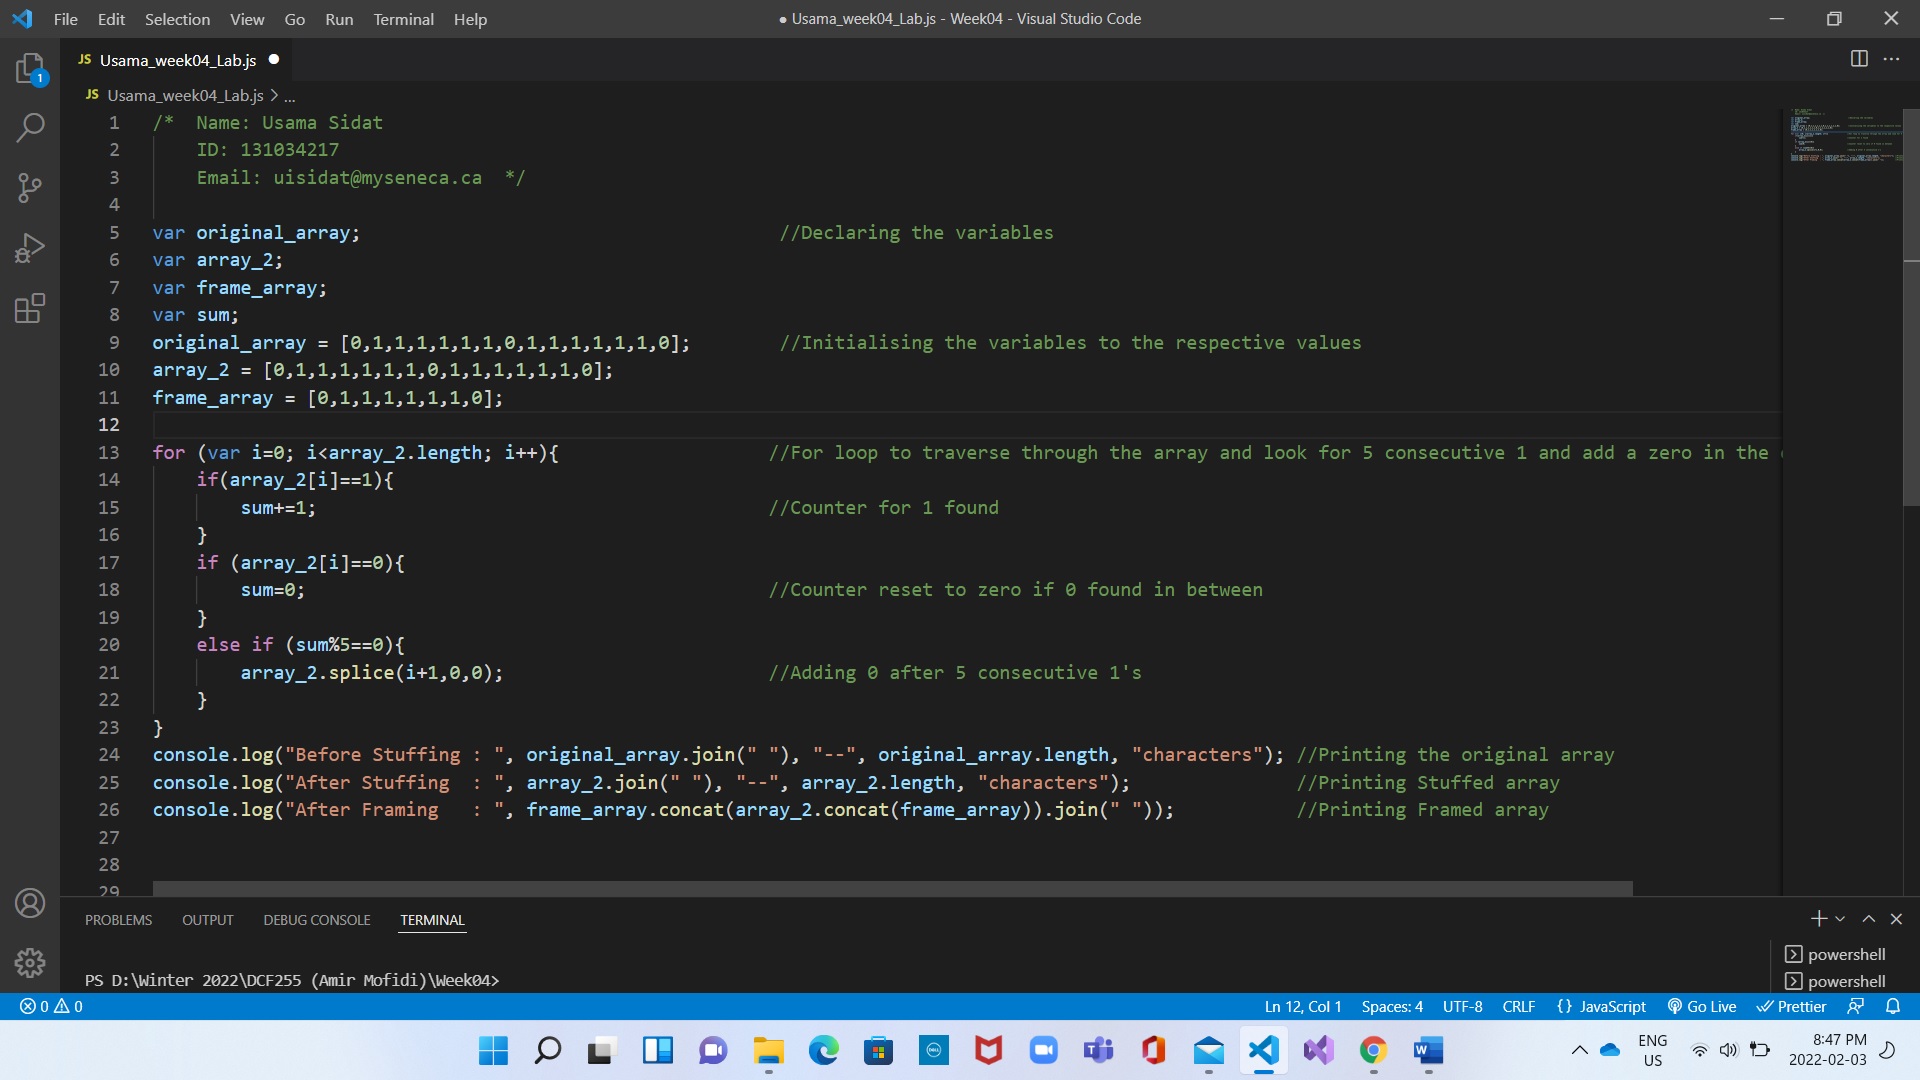 File Edit Selection View Go Run Terminal Help
● Usama_week04_Lab.js - Week04 - Visual Studio Code
JS Usama_week04_Lab.js ●
1
JS Usama_week04_Lab.js > ...
1 /*  Name: Usama Sidat
2     ID: 131034217
3     Email: uisidat@myseneca.ca  */
4
5 var original_array;                                      //Declaring the variables
6 var array_2;
7 var frame_array;
8 var sum;
9 original_array = [0,1,1,1,1,1,1,0,1,1,1,1,1,1,0];        //Initialising the variables to the respective values
10 array_2 = [0,1,1,1,1,1,1,0,1,1,1,1,1,1,0];
11 frame_array = [0,1,1,1,1,1,1,0];
12
13 for (var i=0; i<array_2.length; i++){                   //For loop to traverse through the array and look for 5 consecutive 1 and add a zero in the
14     if(array_2[i]==1){
15         sum+=1;                                         //Counter for 1 found
16     }
17     if (array_2[i]==0){
18         sum=0;                                          //Counter reset to zero if 0 found in between
19     }
20     else if (sum%5==0){
21         array_2.splice(i+1,0,0);                        //Adding 0 after 5 consecutive 1's
22     }
23 }
24 console.log("Before Stuffing : ", original_array.join(" "), "--", original_array.length, "characters"); //Printing the original array
25 console.log("After Stuffing  : ", array_2.join(" "), "--", array_2.length, "characters");               //Printing Stuffed array
26 console.log("After Framing   : ", frame_array.concat(array_2.concat(frame_array)).join(" "));           //Printing Framed array
27
28
29
PROBLEMS OUTPUT DEBUG CONSOLE TERMINAL
powershell
PS D:\Winter 2022\DCF255 (Amir Mofidi)\Week04>
powershell
0 0 Ln 12, Col 1 Spaces: 4 UTF-8 CRLF {} JavaScript Go Live Prettier
ENG
US
8:47 PM
2022-02-03